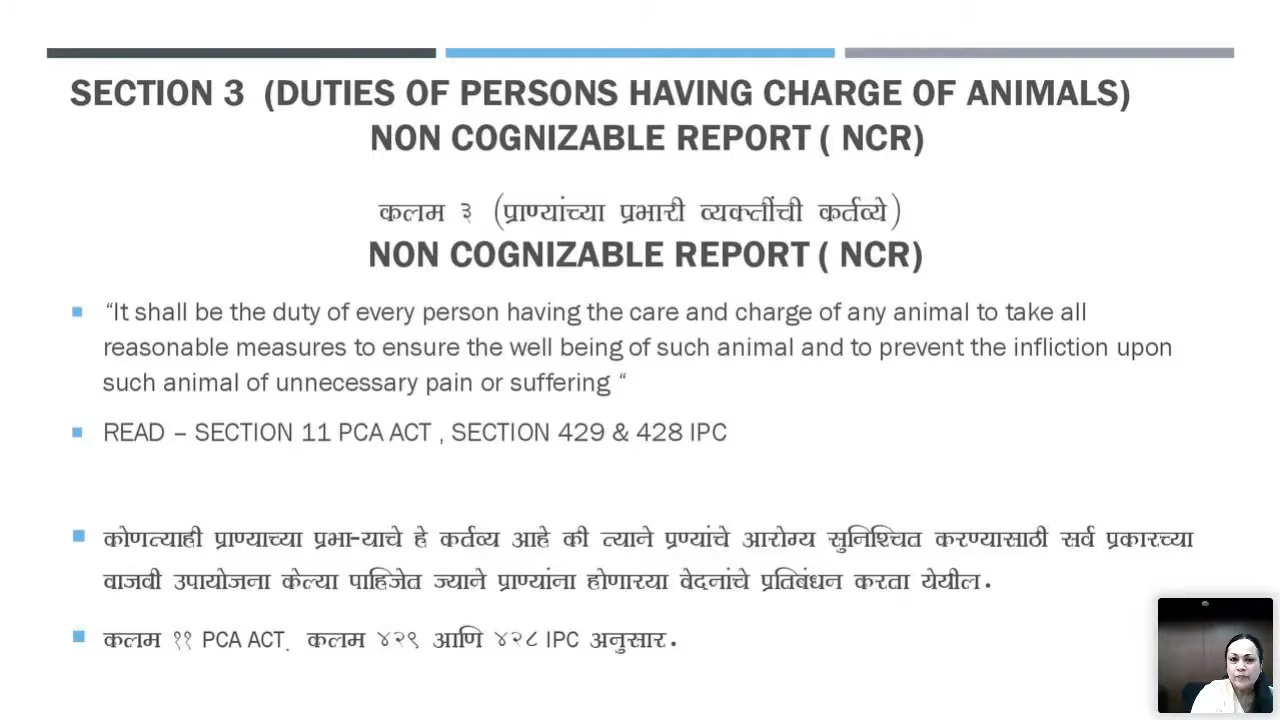 SECTION 3 (DUTIES OF PERSONS HAVING CHARGE OF ANIMALS)
NON COGNIZABLE REPORT ( NCR)
कलम ३ (प्राण्यांच्या प्रभारी व्यक्तींची कर्तव्ये)
NON COGNIZABLE REPORT ( NCR)
“It shall be the duty of every person having the care and charge of any animal to take all
reasonable measures to ensure the well being of such animal and to prevent the infliction upon
such animal of unnecessary pain or suffering “
READ – SECTION 11 PCA ACT , SECTION 429 & 428 IPC
कोणत्याही प्राण्याच्या प्रभा-याचे हे कर्तव्य आहे की त्याने प्रण्यांचे आरोग्य सुनिश्चित करण्यासाठी सर्व प्रकारच्या
वाजवी उपायोजना केल्या पाहिजेत ज्याने प्राण्यांना होणारया वेदनांचे प्रतिबंधन करता येयील.
कलम ११ PCA ACT. कलम ४२९ आणि ४२८ IPC अनुसार.